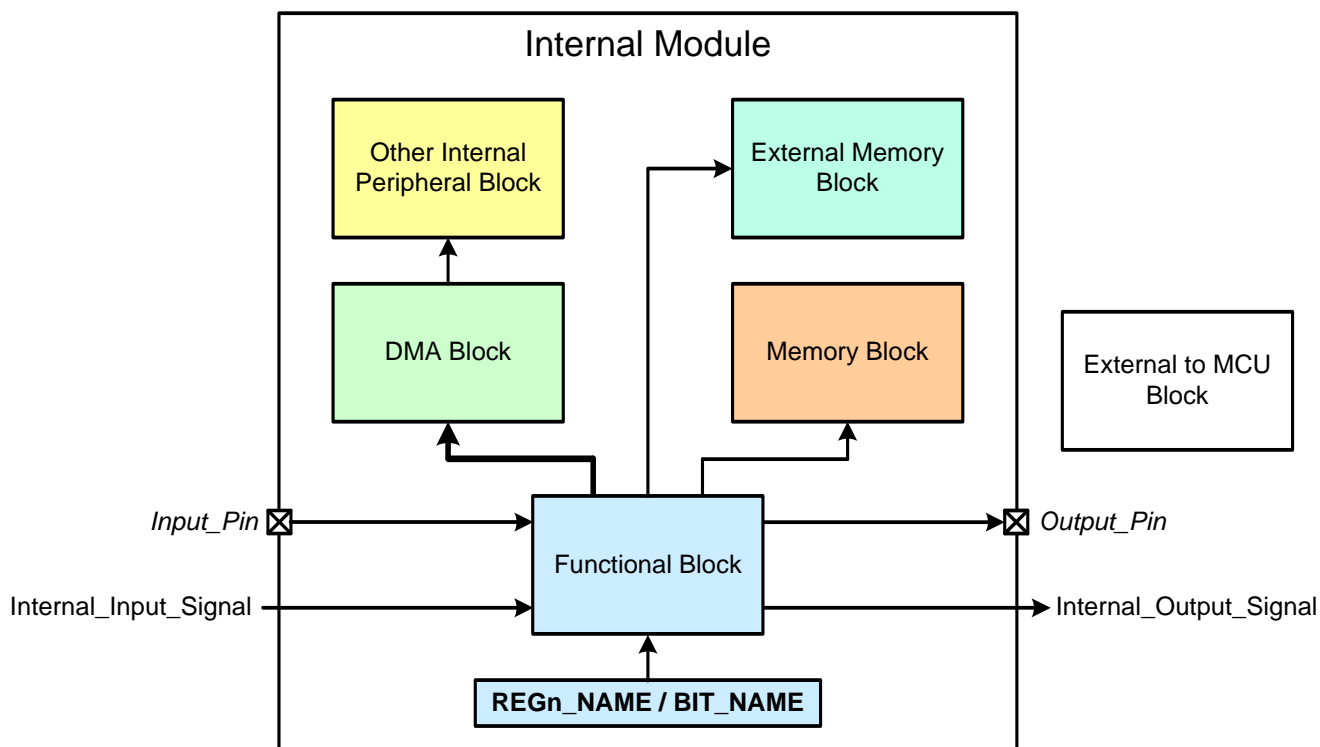 Internal Module
Other Internal
Peripheral Block
External Memory
Block
DMA Block
Memory Block
External to MCU
Block
Input_Pin
Output_Pin
Functional Block
Internal_Input_Signal
Internal_Output_Signal
REGn_NAME / BIT_NAME